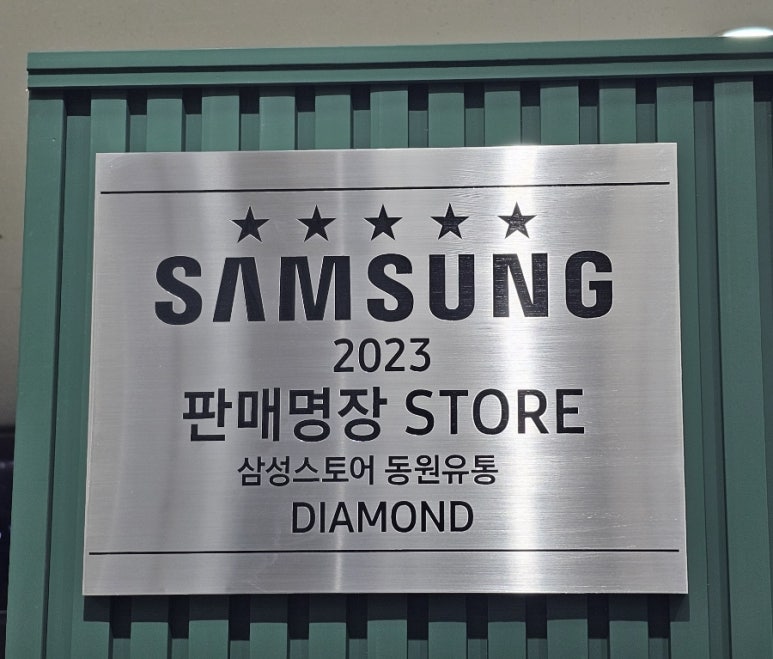 ★★★★★
SAMSUNG
2023
판매명장 STORE
삼성스토어 동원유통
DIAMOND